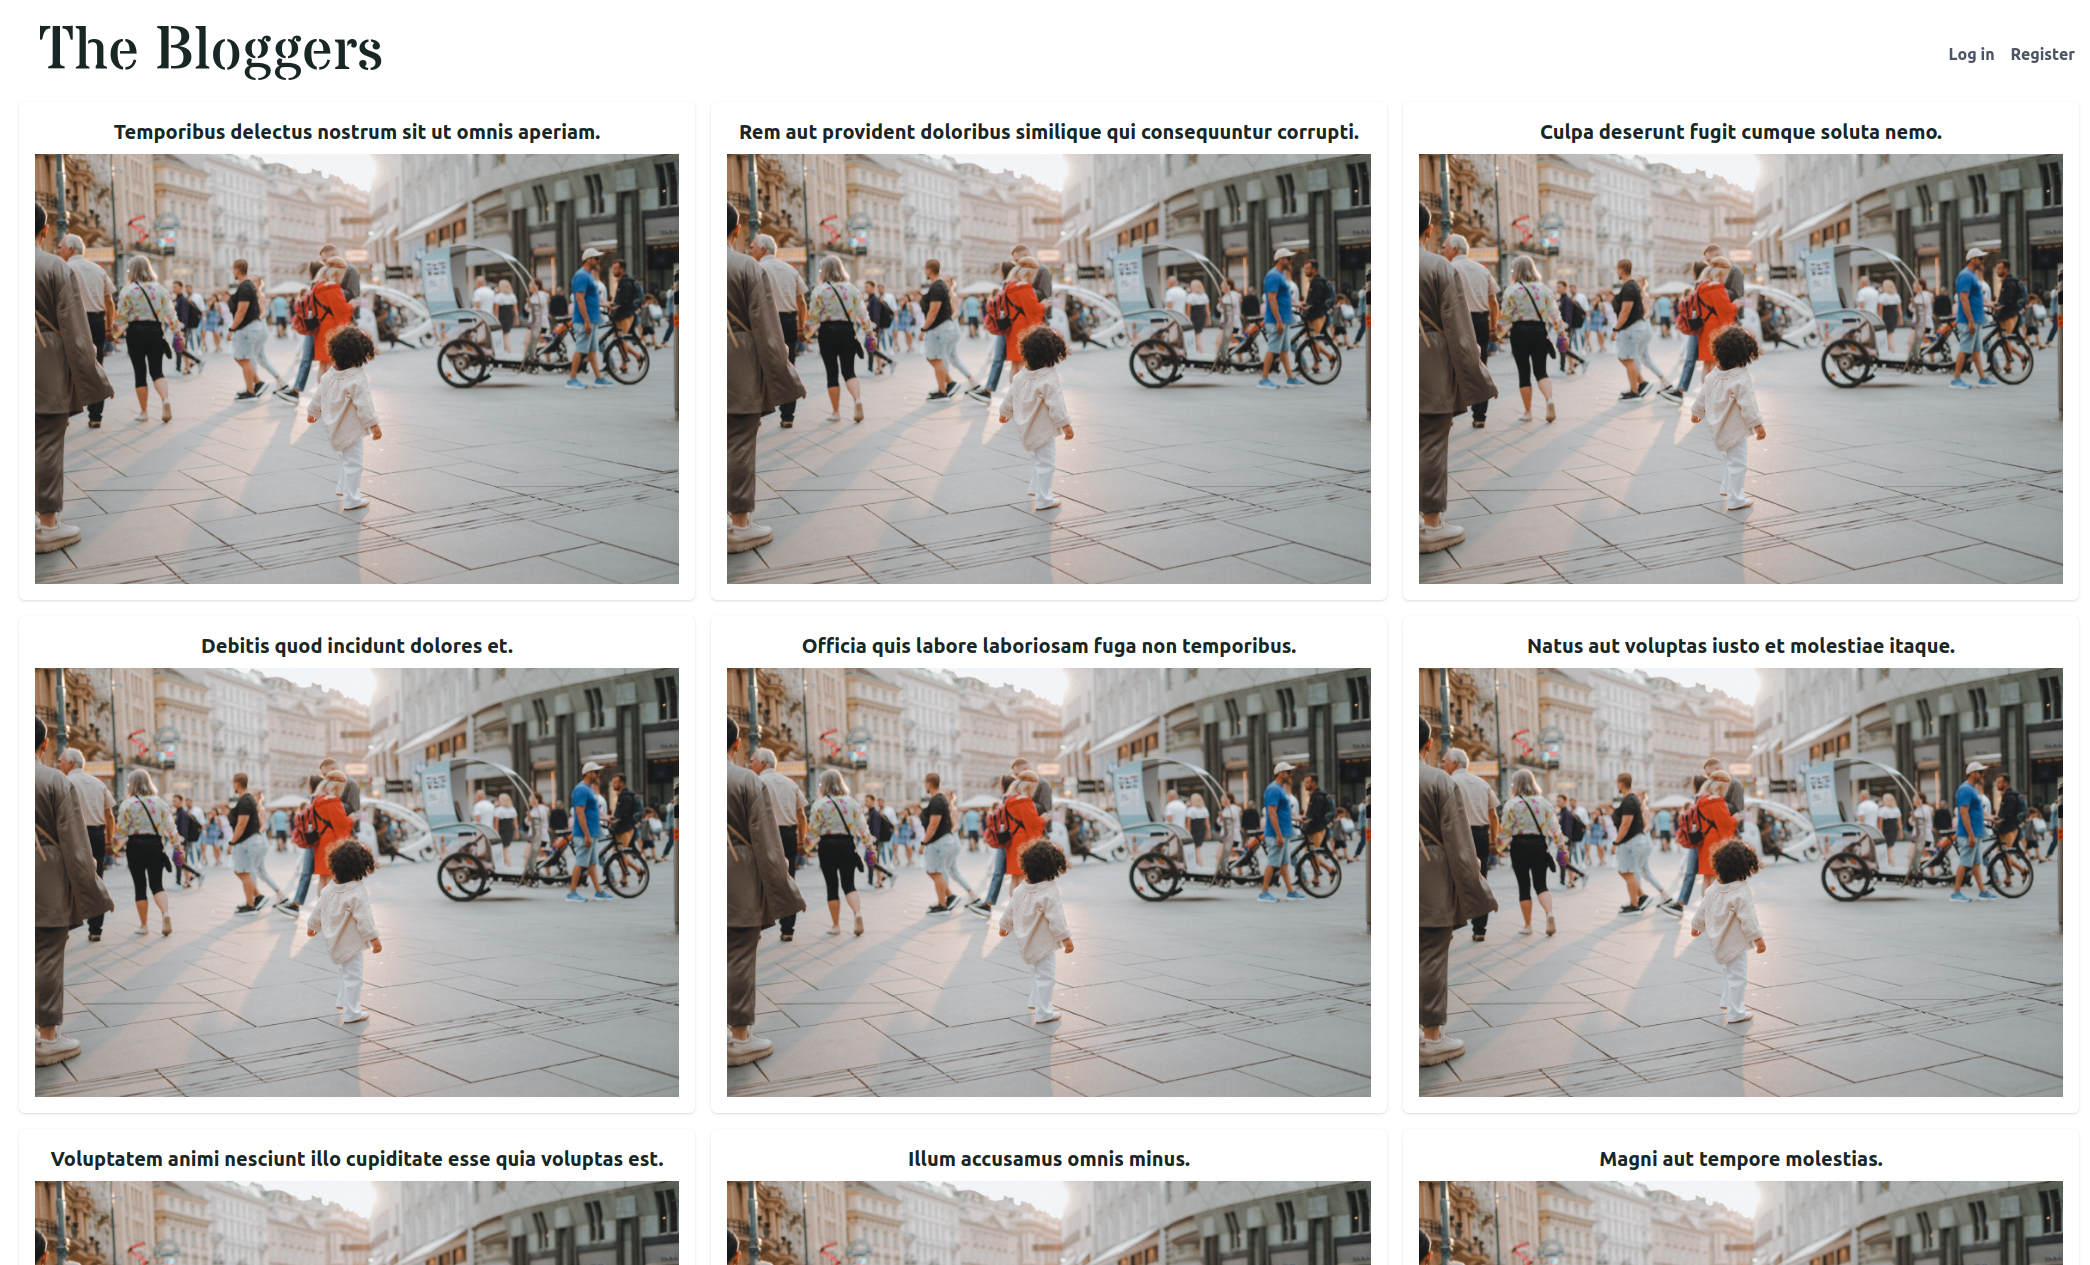 The Bloggers
Log in Register
Temporibus delectus nostrum sit ut omnis aperiam.
Rem aut provident doloribus similique qui consequuntur corrupti.
Culpa deserunt fugit cumque soluta nemo.
Debitis quod incidunt dolores et.
Officia quis labore laboriosam fuga non temporibus.
Natus aut voluptas iusto et molestiae itaque.
Voluptatem animi nesciunt illo cupiditate esse quia voluptas est.
Illum accusamus omnis minus.
Magni aut tempore molestias.